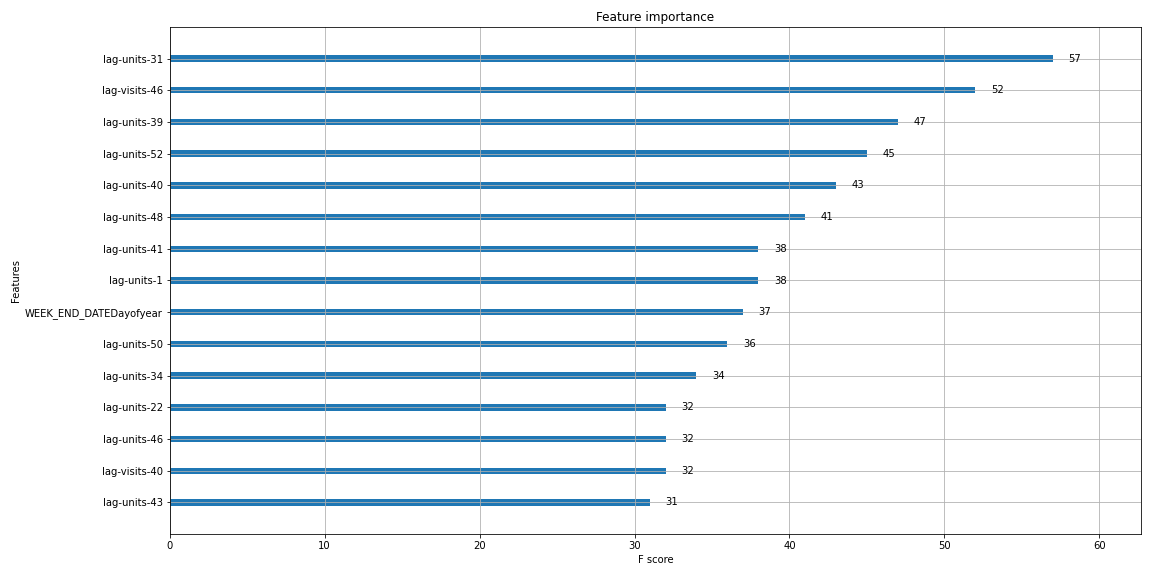 Feature importance
Features
lag-units-31 57
lag-visits-46 52
lag-units-39 47
lag-units-52 45
lag-units-40 43
lag-units-48 41
lag-units-41 38
lag-units-1 38
WEEK_END_DATEDayofyear 37
lag-units-50 36
lag-units-34 34
lag-units-22 32
lag-units-46 32
lag-visits-40 32
lag-units-43 31
0 10 20 30 40 50 60
F score